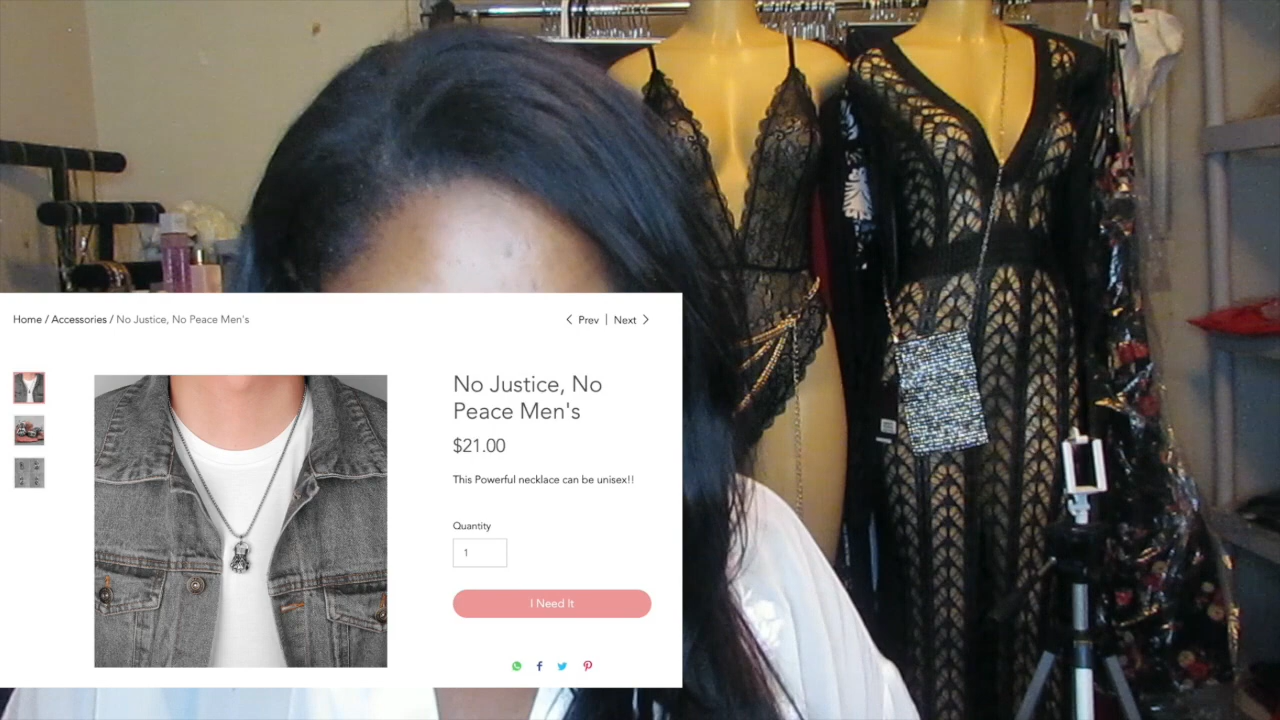 Home / Accessories / No Justice, No Peace Men's
Prev | Next
No Justice, No
Peace Men's
$21.00
This Powerful necklace can be unisex!!
Quantity
1
I Need It